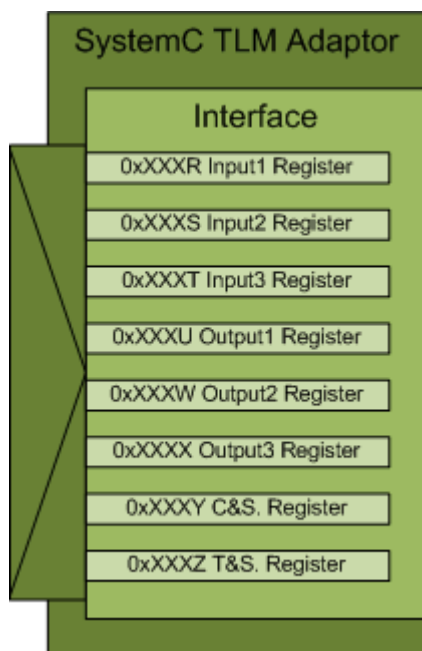 SystemC TLM Adaptor
Interface
0xXXXR Input1 Register
0xXXXS Input2 Register
0xXXXT Input3 Register
0xXXXU Output1 Register
0xXXXW Output2 Register
0xXXXX Output3 Register
0xXXXY C&S. Register
0xXXXZ T&S. Register